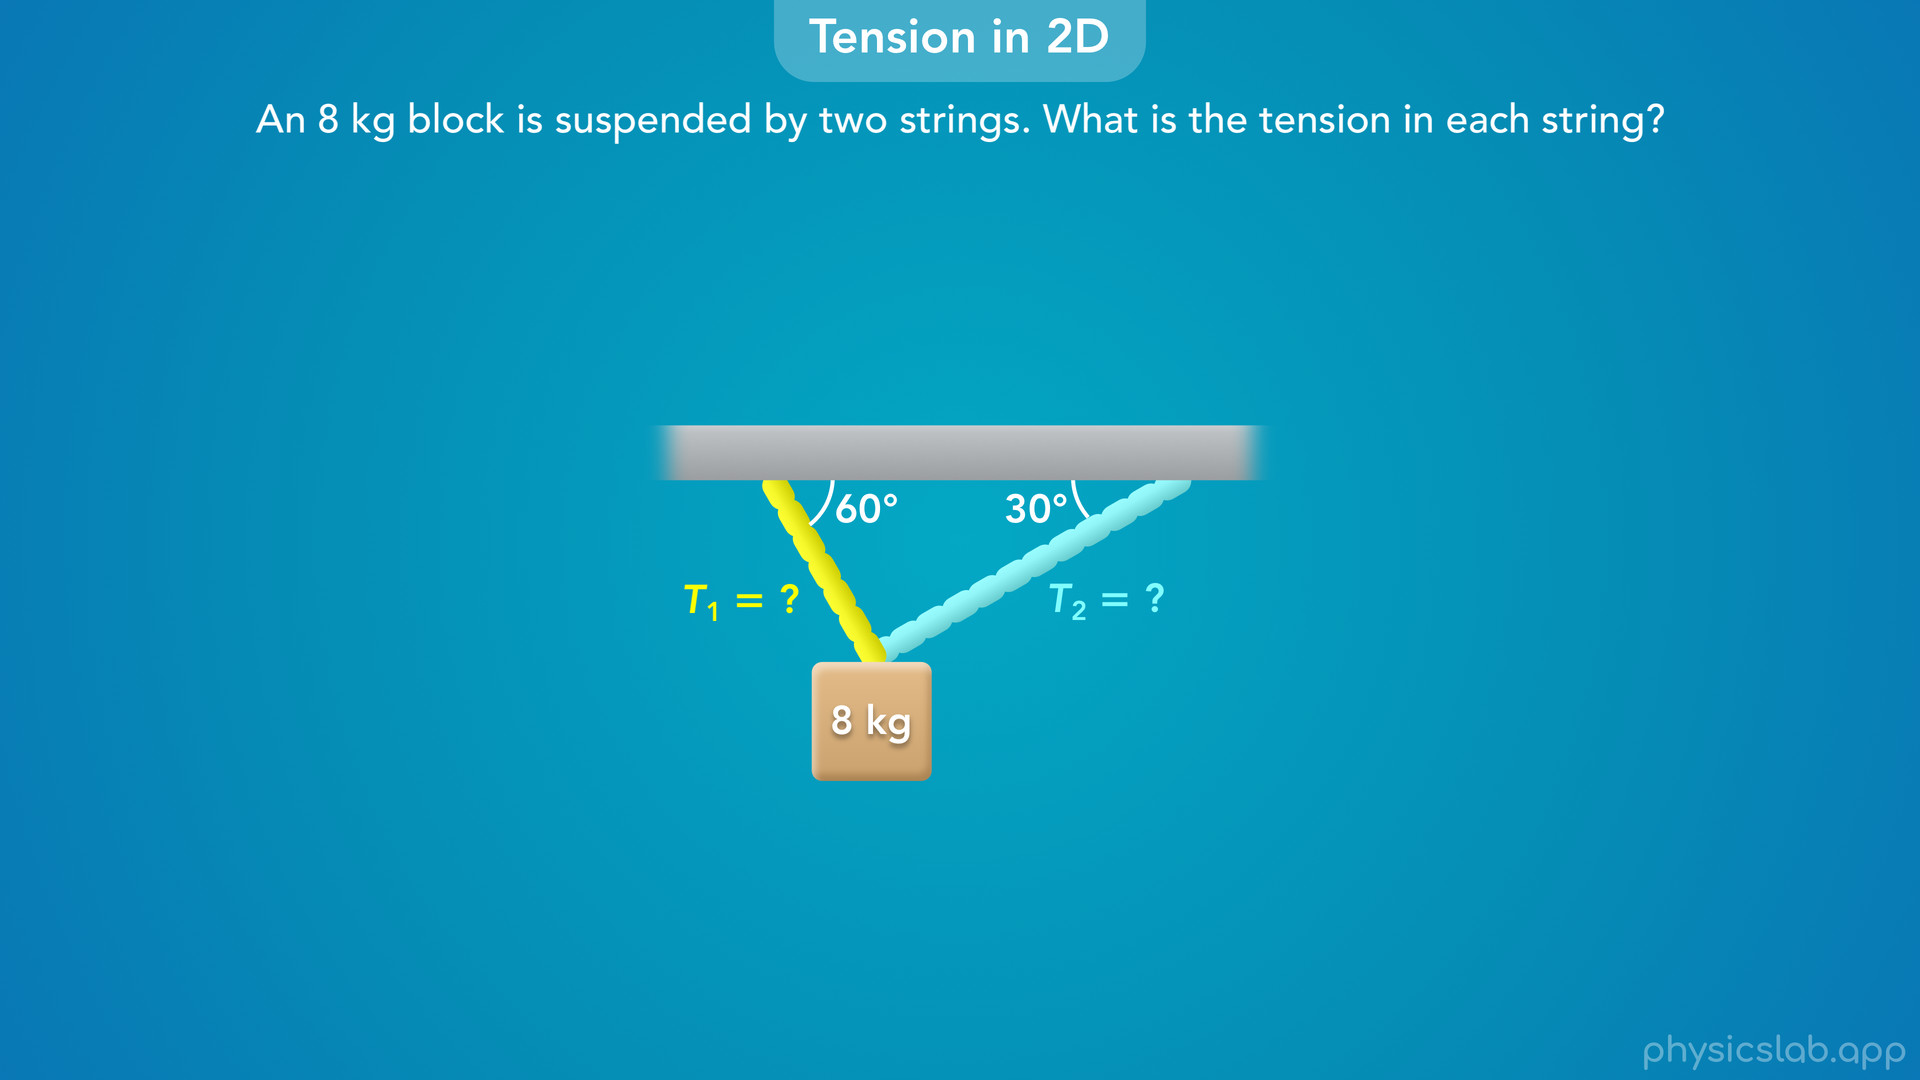 Tension in 2D
An 8 kg block is suspended by two strings. What is the tension in each string?
60° 30°
T₁ = ? T₂ = ?
8 kg
physicslab.app